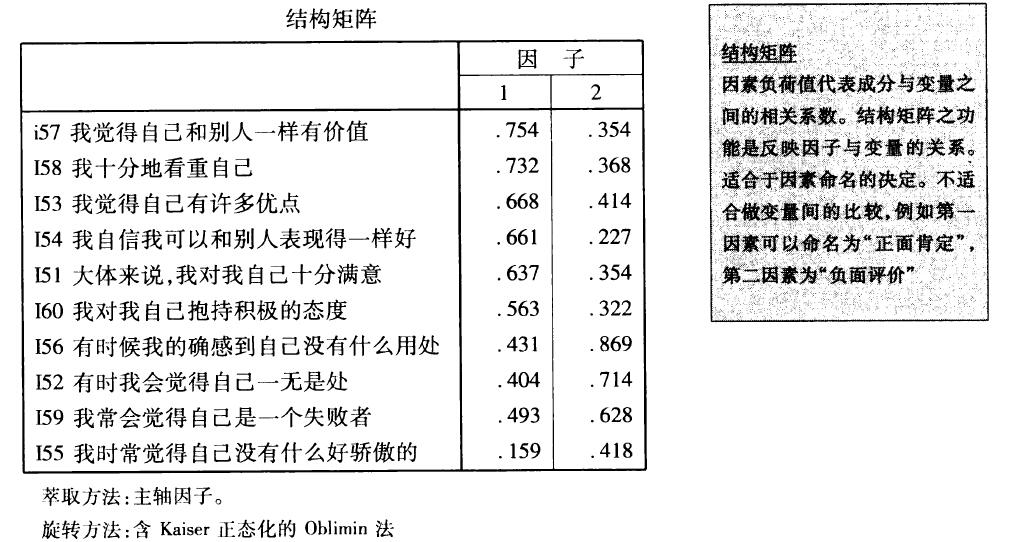 结构矩阵
因 子
1 2
i57 我觉得自己和别人一样有价值 .754 .354
I58 我十分地看重自己 .732 .368
I53 我觉得自己有许多优点 .668 .414
I54 我自信我可以和别人表现得一样好 .661 .227
I51 大体来说,我对我自己十分满意 .637 .354
I60 我对我自己抱持积极的态度 .563 .322
I56 有时候我的确感到自己没有什么用处 .431 .869
I52 有时我会觉得自己一无是处 .404 .714
I59 我常会觉得自己是一个失败者 .493 .628
I55 我时常觉得自己没有什么好骄傲的 .159 .418
萃取方法:主轴因子。
旋转方法:含 Kaiser 正态化的 Oblimin 法
结构矩阵
因素负荷值代表成分与变量之
间的相关系数。结构矩阵之功
能是反映因子与变量的关系。
适合于因素命名的决定。不适
合做变量间的比较,例如第一
因素可以命名为“正面肯定”,
第二因素为“负面评价”